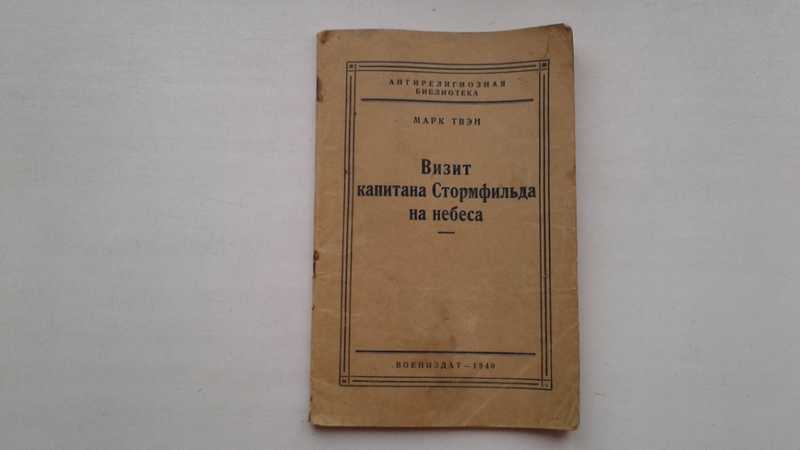 АНТИРЕЛИГИОЗНАЯ
БИБЛИОТЕКА
МАРК ТВЭН
Визит
капитана Стормфильда
на небеса
ВОЕНИЗДАТ — 1940